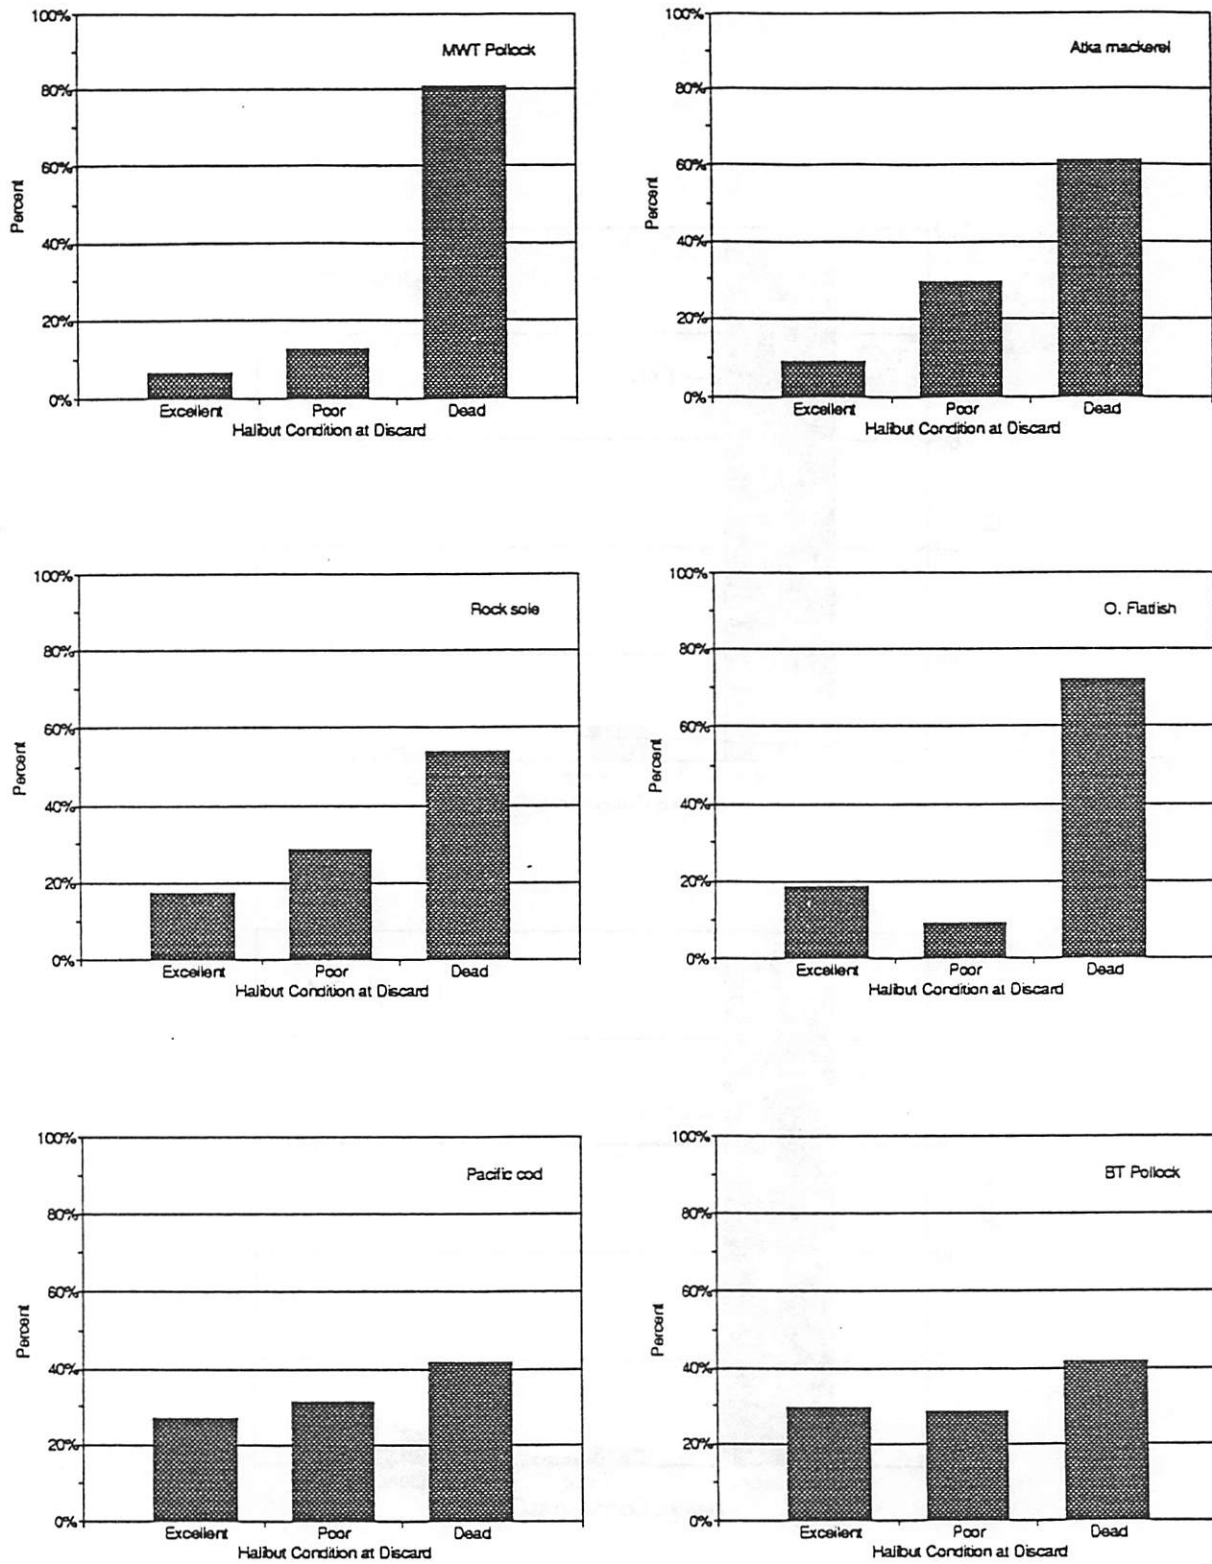 100%
MWT Pollock
80%
60%
Percent
40%
20%
0%
Excellent Poor Dead
Halibut Condition at Discard
100%
Atka mackerel
80%
60%
Percent
40%
20%
0%
Excellent Poor Dead
Halibut Condition at Discard
100%
Rock sole
80%
60%
Percent
40%
20%
0%
Excellent Poor Dead
Halibut Condition at Discard
100%
O. Flatfish
80%
60%
Percent
40%
20%
0%
Excellent Poor Dead
Halibut Condition at Discard
100%
Pacific cod
80%
60%
Percent
40%
20%
0%
Excellent Poor Dead
Halibut Condition at Discard
100%
BT Pollock
80%
60%
Percent
40%
20%
0%
Excellent Poor Dead
Halibut Condition at Discard